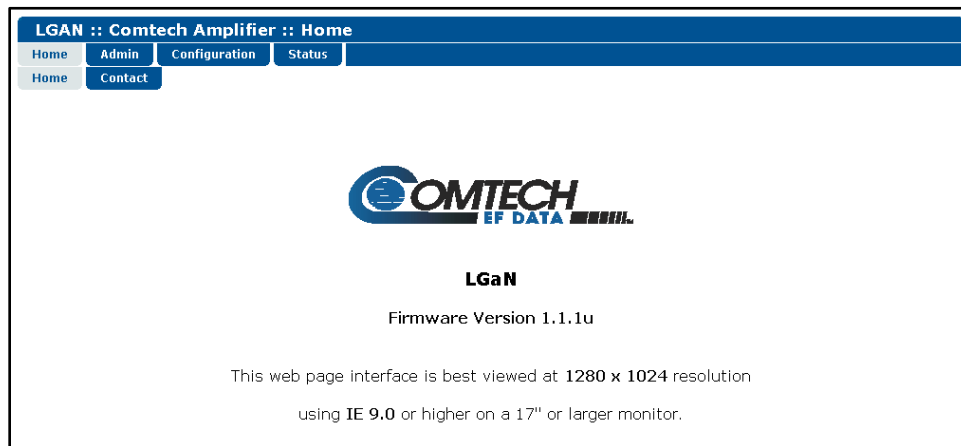 LGAN :: Comtech Amplifier :: Home
Home Admin Configuration Status
Home Contact
COMTECH
EF DATA
LGaN
Firmware Version 1.1.1u
This web page interface is best viewed at 1280 x 1024 resolution
using IE 9.0 or higher on a 17" or larger monitor.